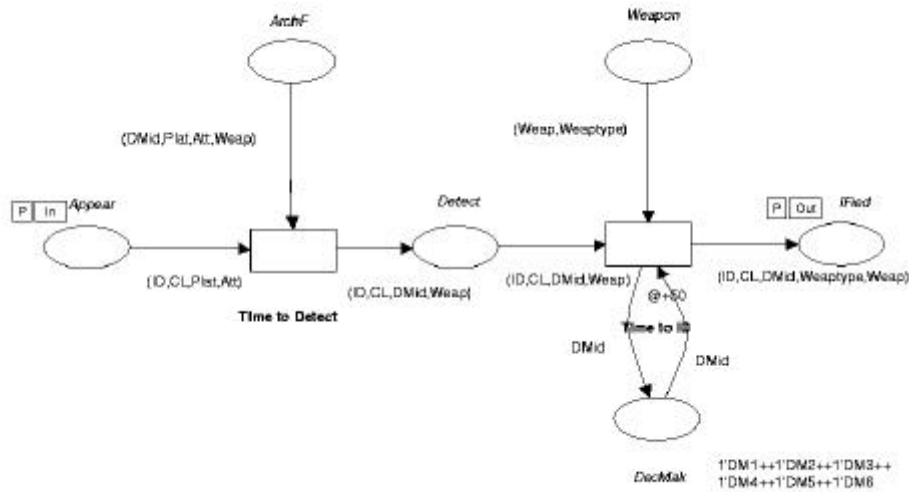 ArchF
Weapon
(DMid,Plat,Att,Weap)
(Weap,Weaptype)
P In
Appear
Detect
P Out
IFied
(ID,CL,Plat,Att)
(ID,CL,DMid,Weap)
(ID,CL,DMid,Weap)
(ID,CL,DMid,Weaptype,Weap)
@+50
Time to Detect
Time to ID
DMid
DMid
DecMak
1'DM1++1'DM2++1'DM3++
1'DM4++1'DM5++1'DM6